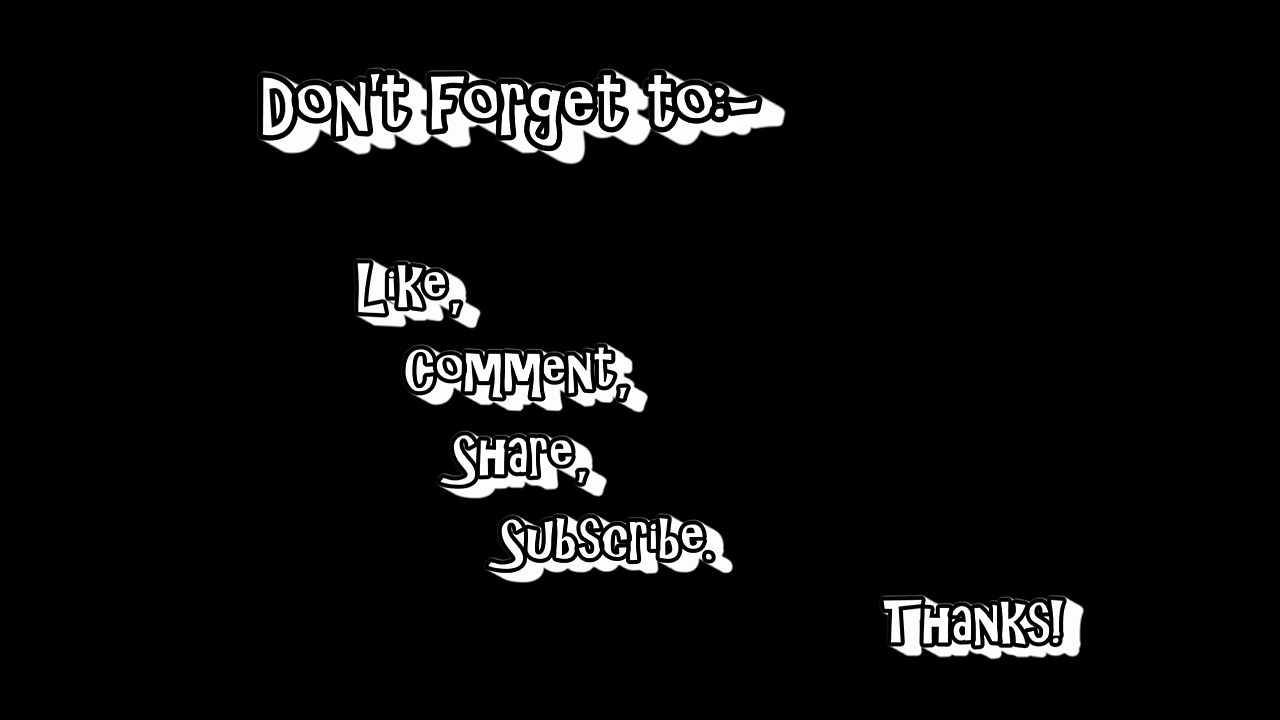 Don't Forget to:-
Like,
Comment,
Share,
Subscribe.
Thanks!